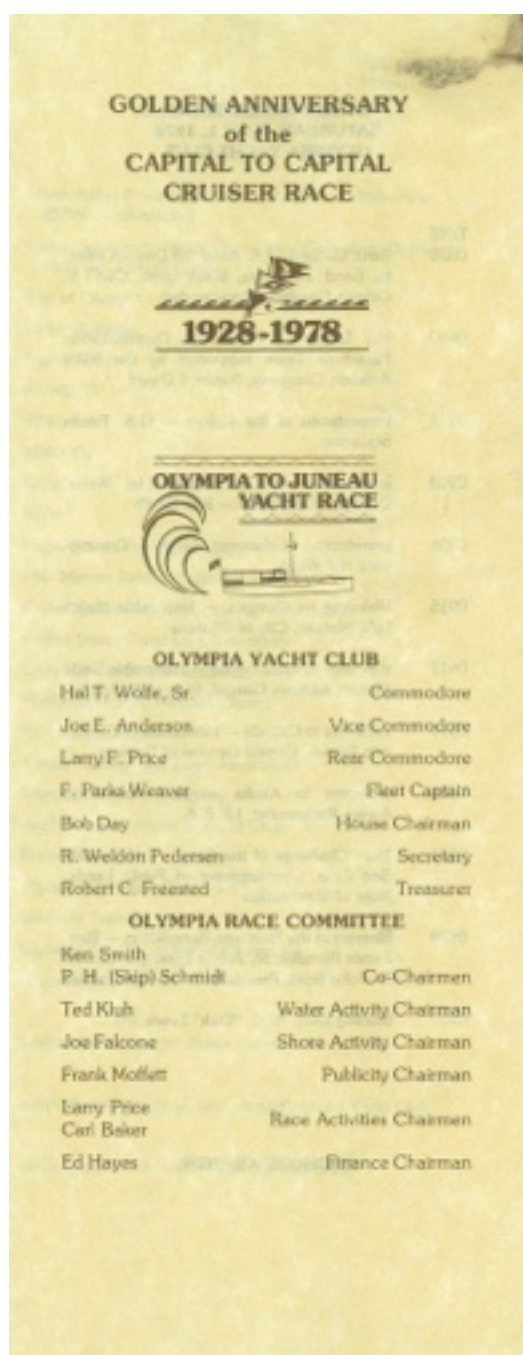 GOLDEN ANNIVERSARY
of the
CAPITAL TO CAPITAL
CRUISER RACE
1928-1978
OLYMPIA TO JUNEAU
YACHT RACE
OLYMPIA YACHT CLUB
Hal T. Wolfe, Sr. Commodore
Joe E. Anderson Vice Commodore
Larry F. Price Rear Commodore
F. Parks Weaver Fleet Captain
Bob Day House Chairman
R. Weldon Pedersen Secretary
Robert C. Freested Treasurer
OLYMPIA RACE COMMITTEE
Ken Smith
P. H. (Skip) Schmidt Co-Chairmen
Ted Kluh Water Activity Chairman
Joe Falcone Shore Activity Chairman
Frank Moffett Publicity Chairman
Larry Price
Carl Baker Race Activities Chairmen
Ed Hayes Finance Chairman